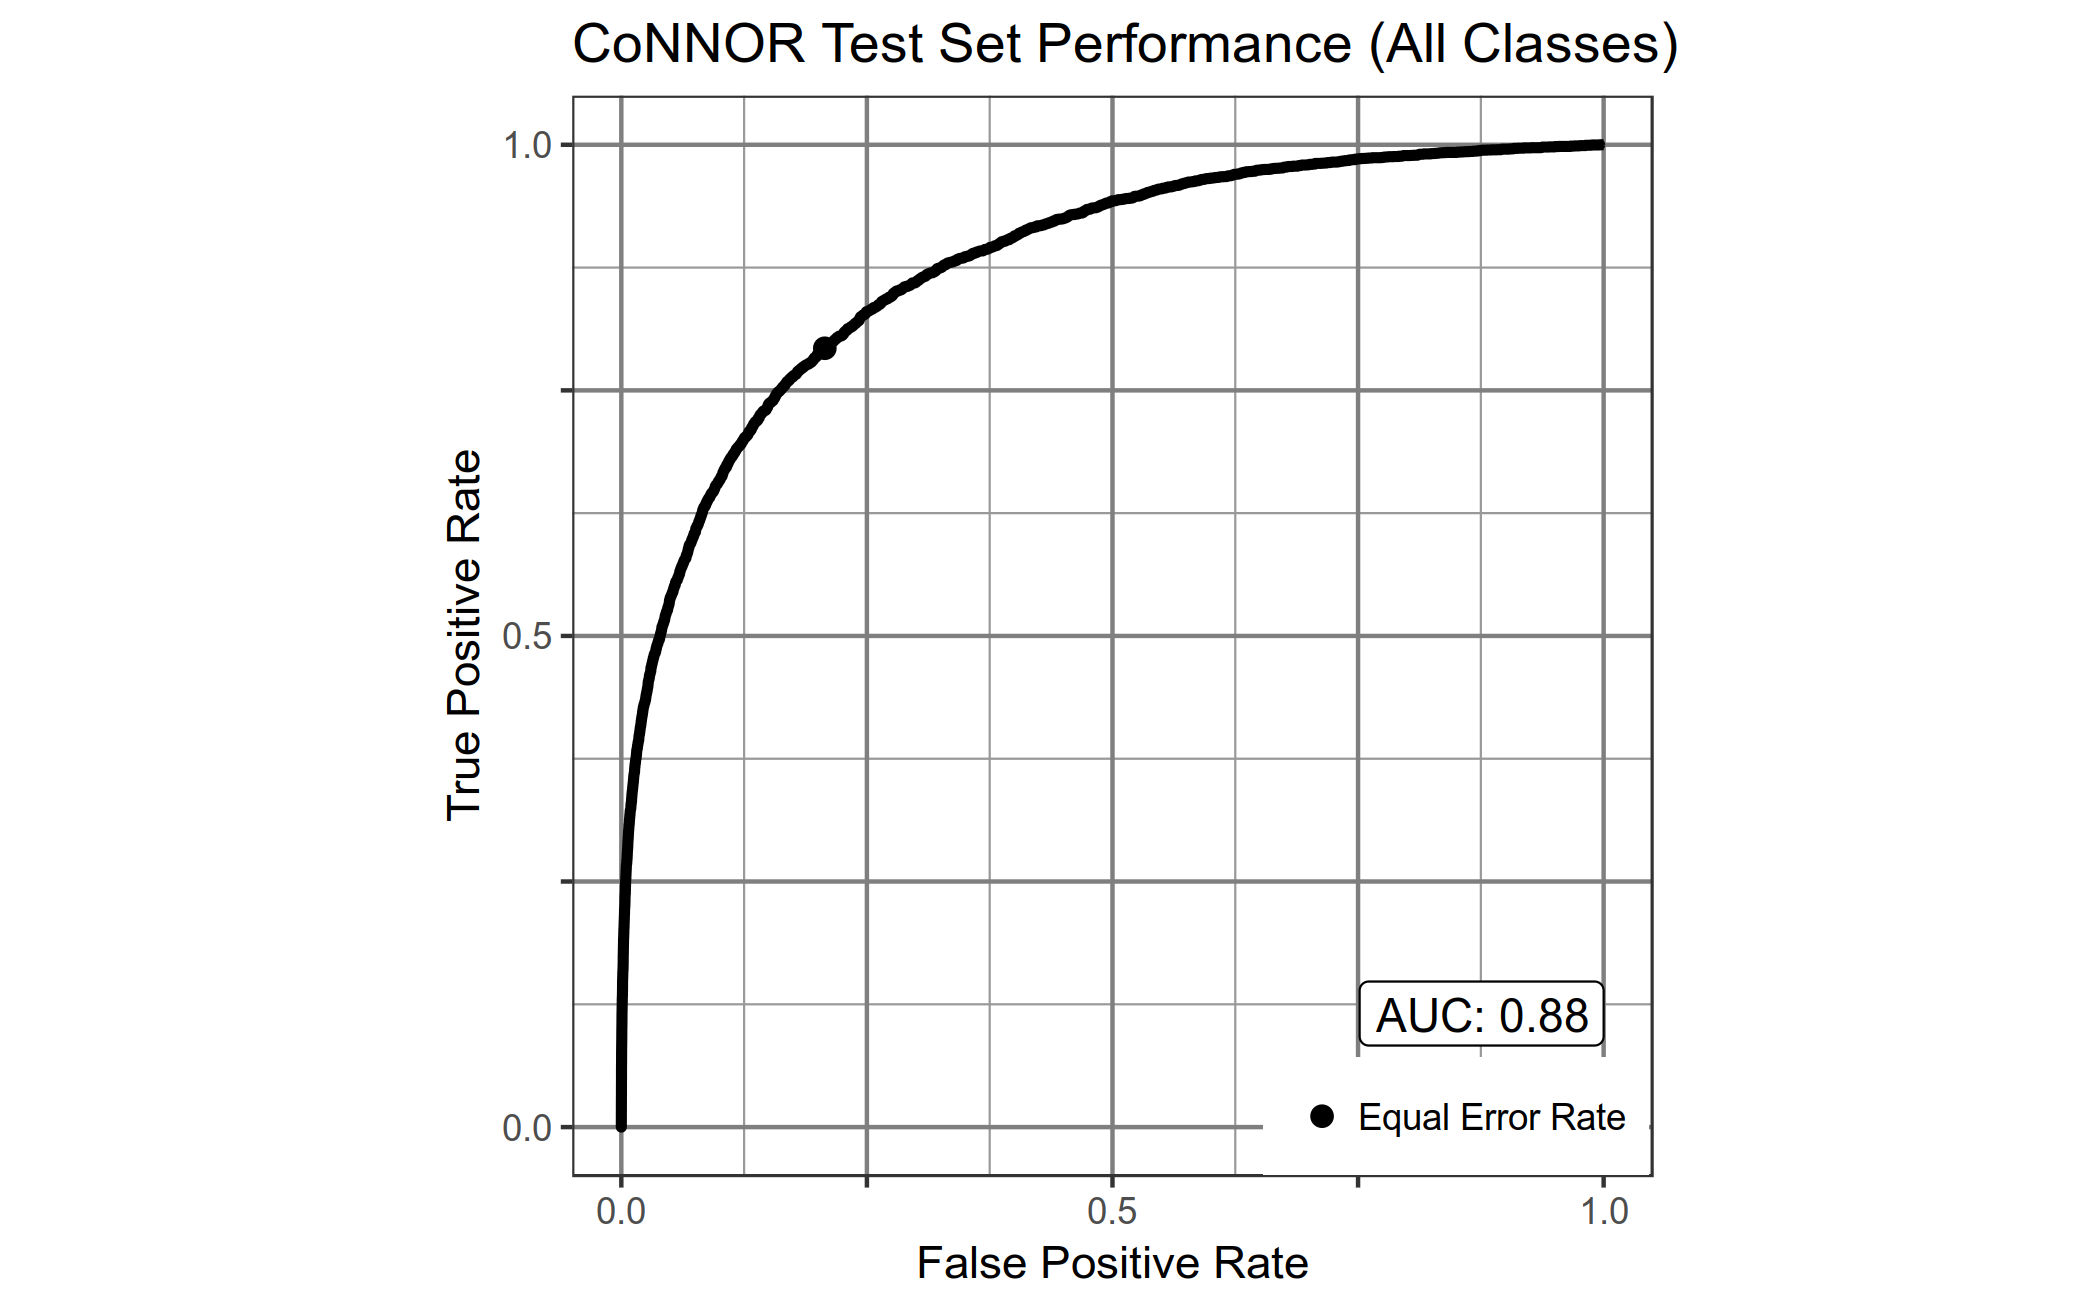 CoNNOR Test Set Performance (All Classes)
True Positive Rate
1.0
0.5
0.0
AUC: 0.88
Equal Error Rate
0.0
0.5
1.0
False Positive Rate